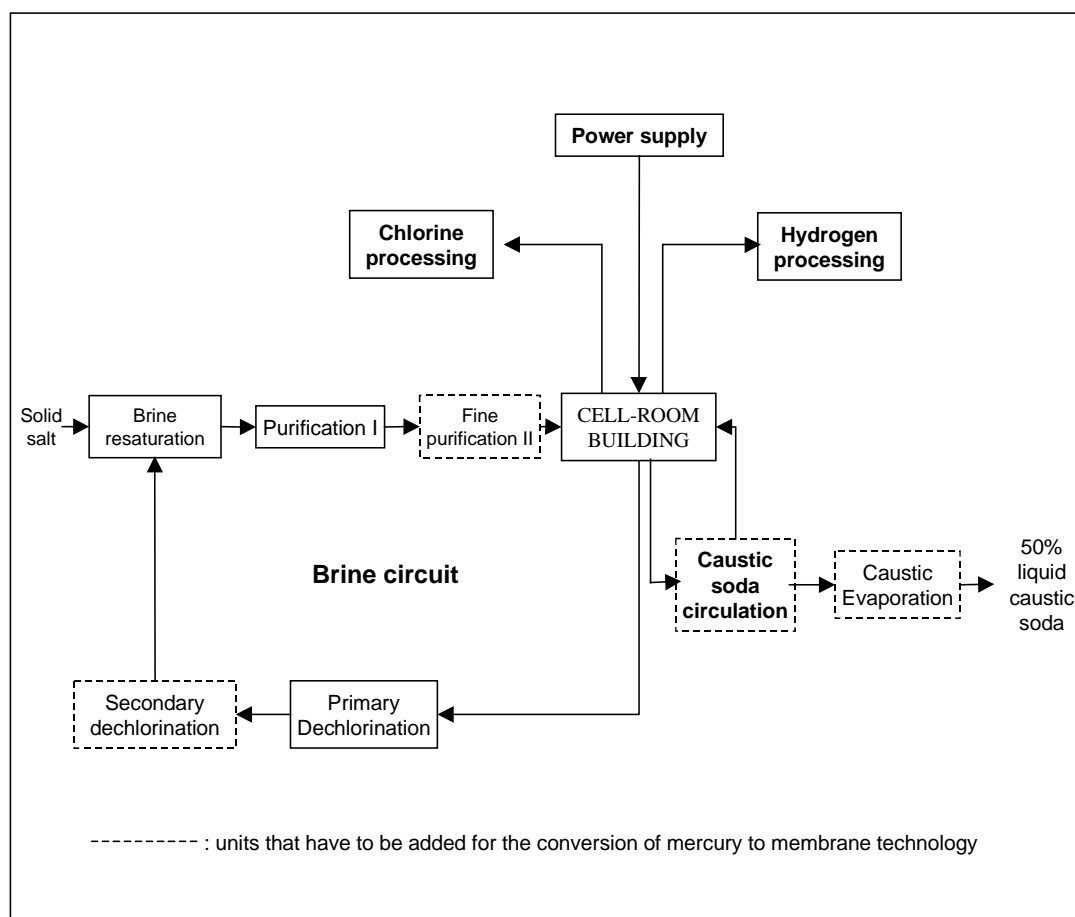 Power supply
Chlorine
processing
Hydrogen
processing
Solid
salt
Brine
resaturation
Purification I
Fine
purification II
CELL-ROOM
BUILDING
Brine circuit
Caustic
soda
circulation
Caustic
Evaporation
50%
liquid
caustic
soda
Secondary
dechlorination
Primary
Dechlorination
: units that have to be added for the conversion of mercury to membrane technology